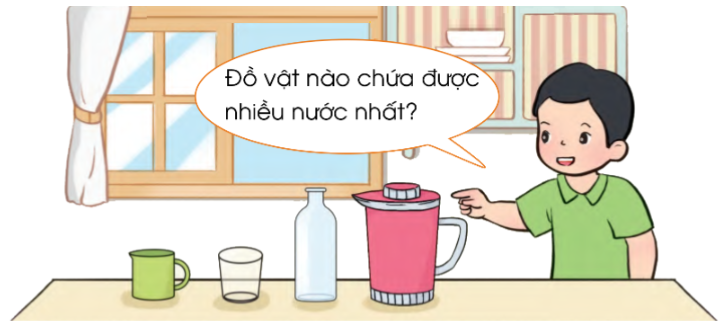 Đồ vật nào chứa được
nhiều nước nhất?